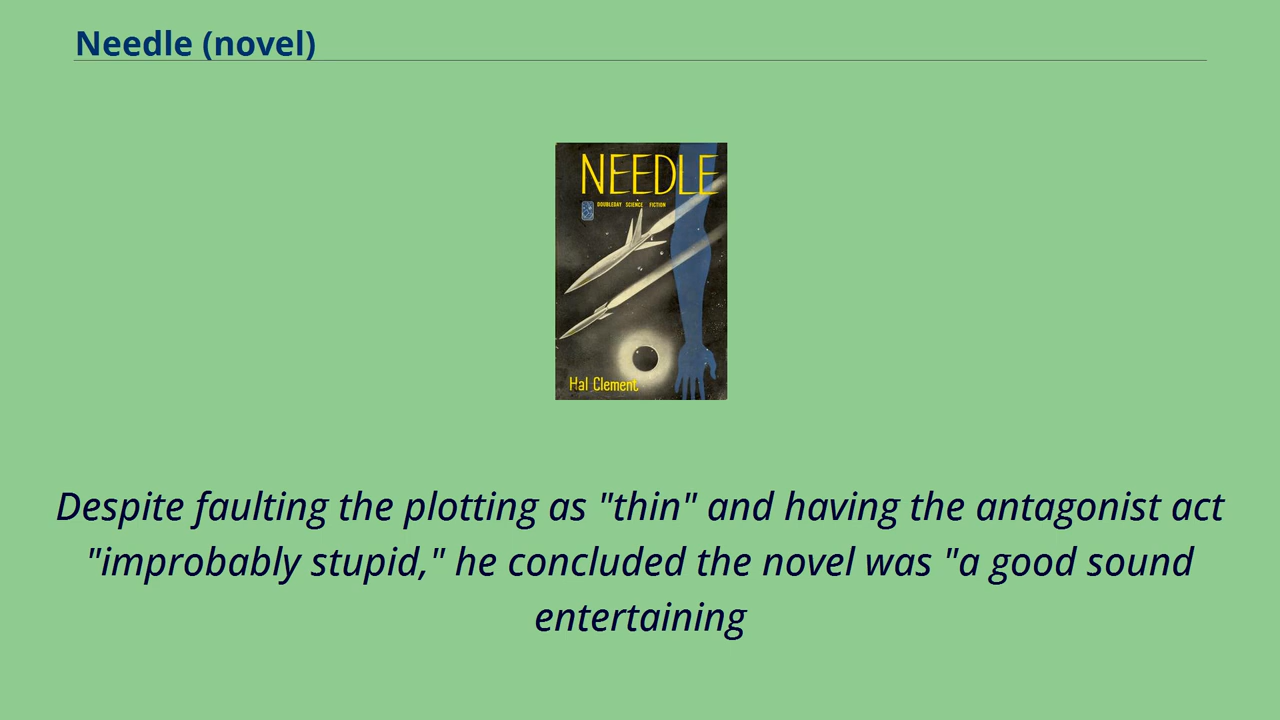 Needle (novel)
NEEDLE
DOUBLEDAY SCIENCE FICTION
Hal Clement
Despite faulting the plotting as "thin" and having the antagonist act
"improbably stupid," he concluded the novel was "a good sound
entertaining